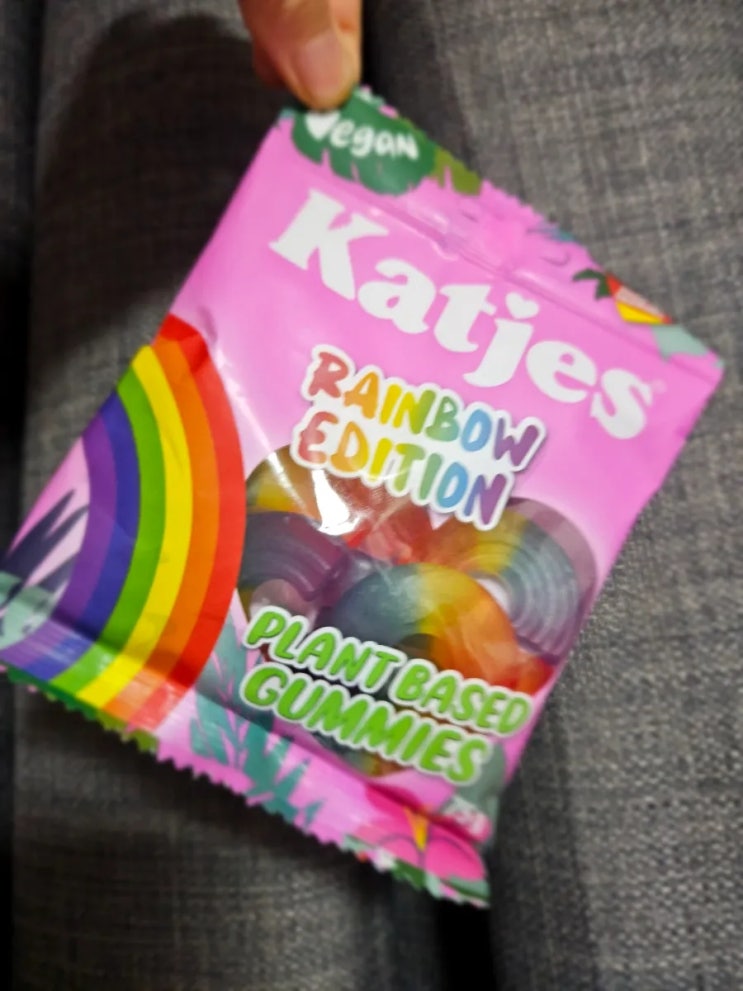 Vegan
Katjes
RAINBOW
EDITION
PLANT BASED
GUMMIES